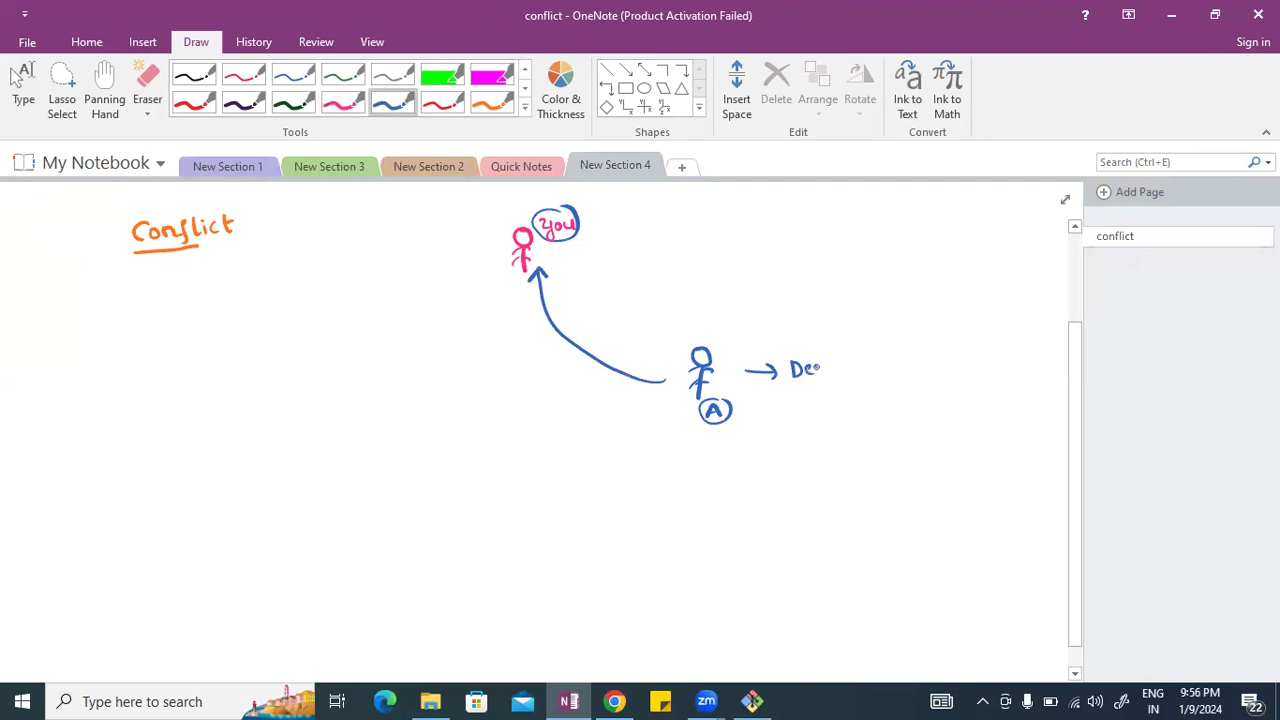 conflict - OneNote (Product Activation Failed)
File Home Insert Draw History Review View Sign in
Type
Lasso Select
Panning Hand
Eraser
Color & Thickness
Insert Space
Delete
Arrange
Rotate
Ink to Text
Ink to Math
Tools Shapes Edit Convert
My Notebook New Section 1 New Section 3 New Section 2 Quick Notes New Section 4 Search (Ctrl+E)
Add Page
conflict
Conflict
You
De
A
Type here to search
ENG 9:56 PM
IN 1/9/2024 22